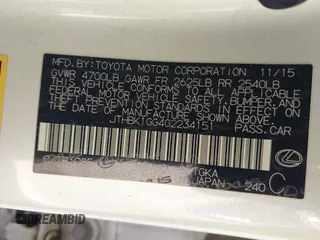 MFD.BY:TOYOTA MOTOR CORPORATION 11/15
GVWR 4700LB GAWR FR 2625LB RR 2540LB
THIS VEHICLE CONFORMS TO ALL APPLICABLE
FEDERAL MOTOR VEHICLE SAFETY, BUMPER, AND
THEFT PREVENTION STANDARDS IN EFFECT ON
THE DATE OF MANUFACTURE SHOWN ABOVE.
PASS.CAR
C
JAPAN 240
DREAMBID